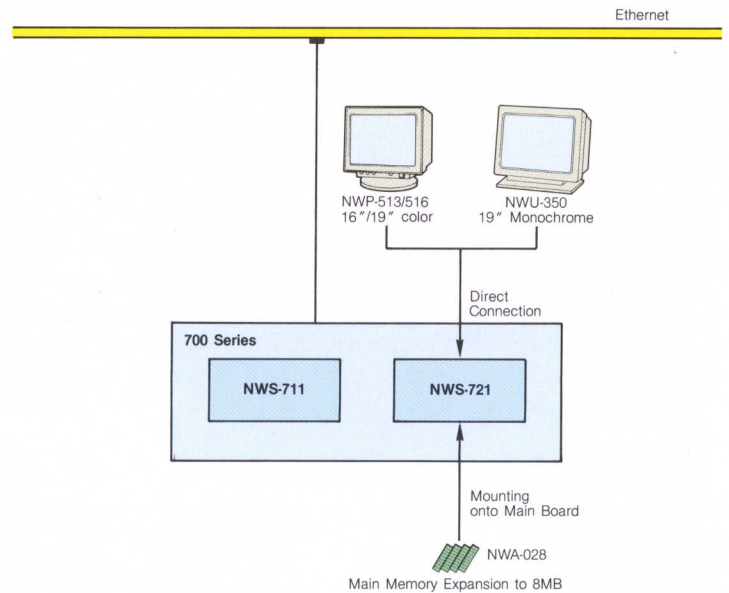 Ethernet
NWP-513/516
16"/19" color
NWU-350
19" Monochrome
Direct
Connection
700 Series
NWS-711
NWS-721
Mounting
onto Main Board
NWA-028
Main Memory Expansion to 8MB